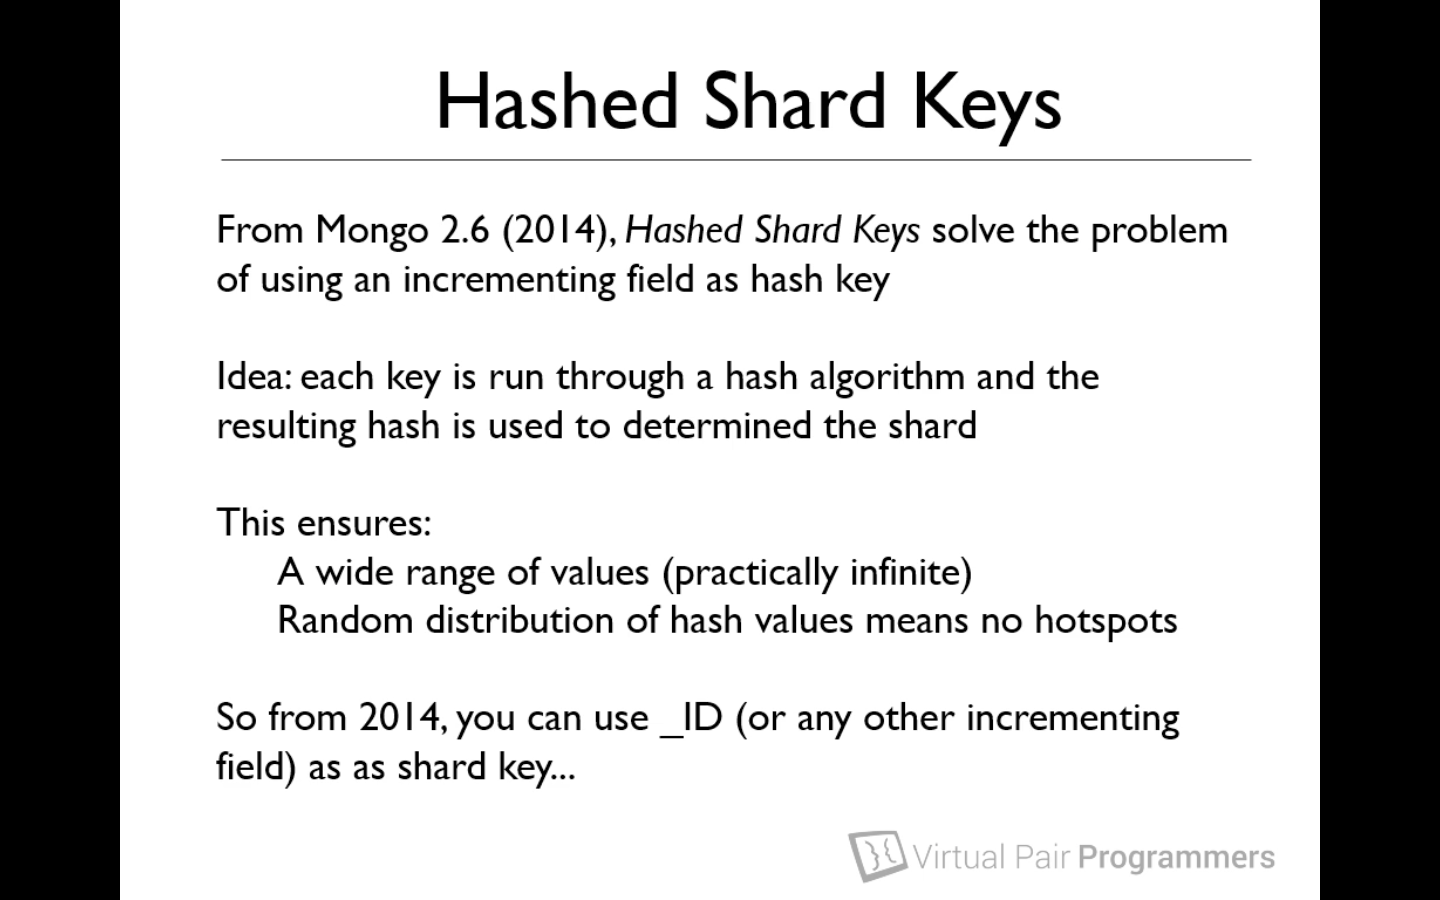 Hashed Shard Keys
From Mongo 2.6 (2014), Hashed Shard Keys solve the problem
of using an incrementing field as hash key
Idea: each key is run through a hash algorithm and the
resulting hash is used to determined the shard
This ensures:
A wide range of values (practically infinite)
Random distribution of hash values means no hotspots
So from 2014, you can use _ID (or any other incrementing
field) as as shard key...
Virtual Pair Programmers